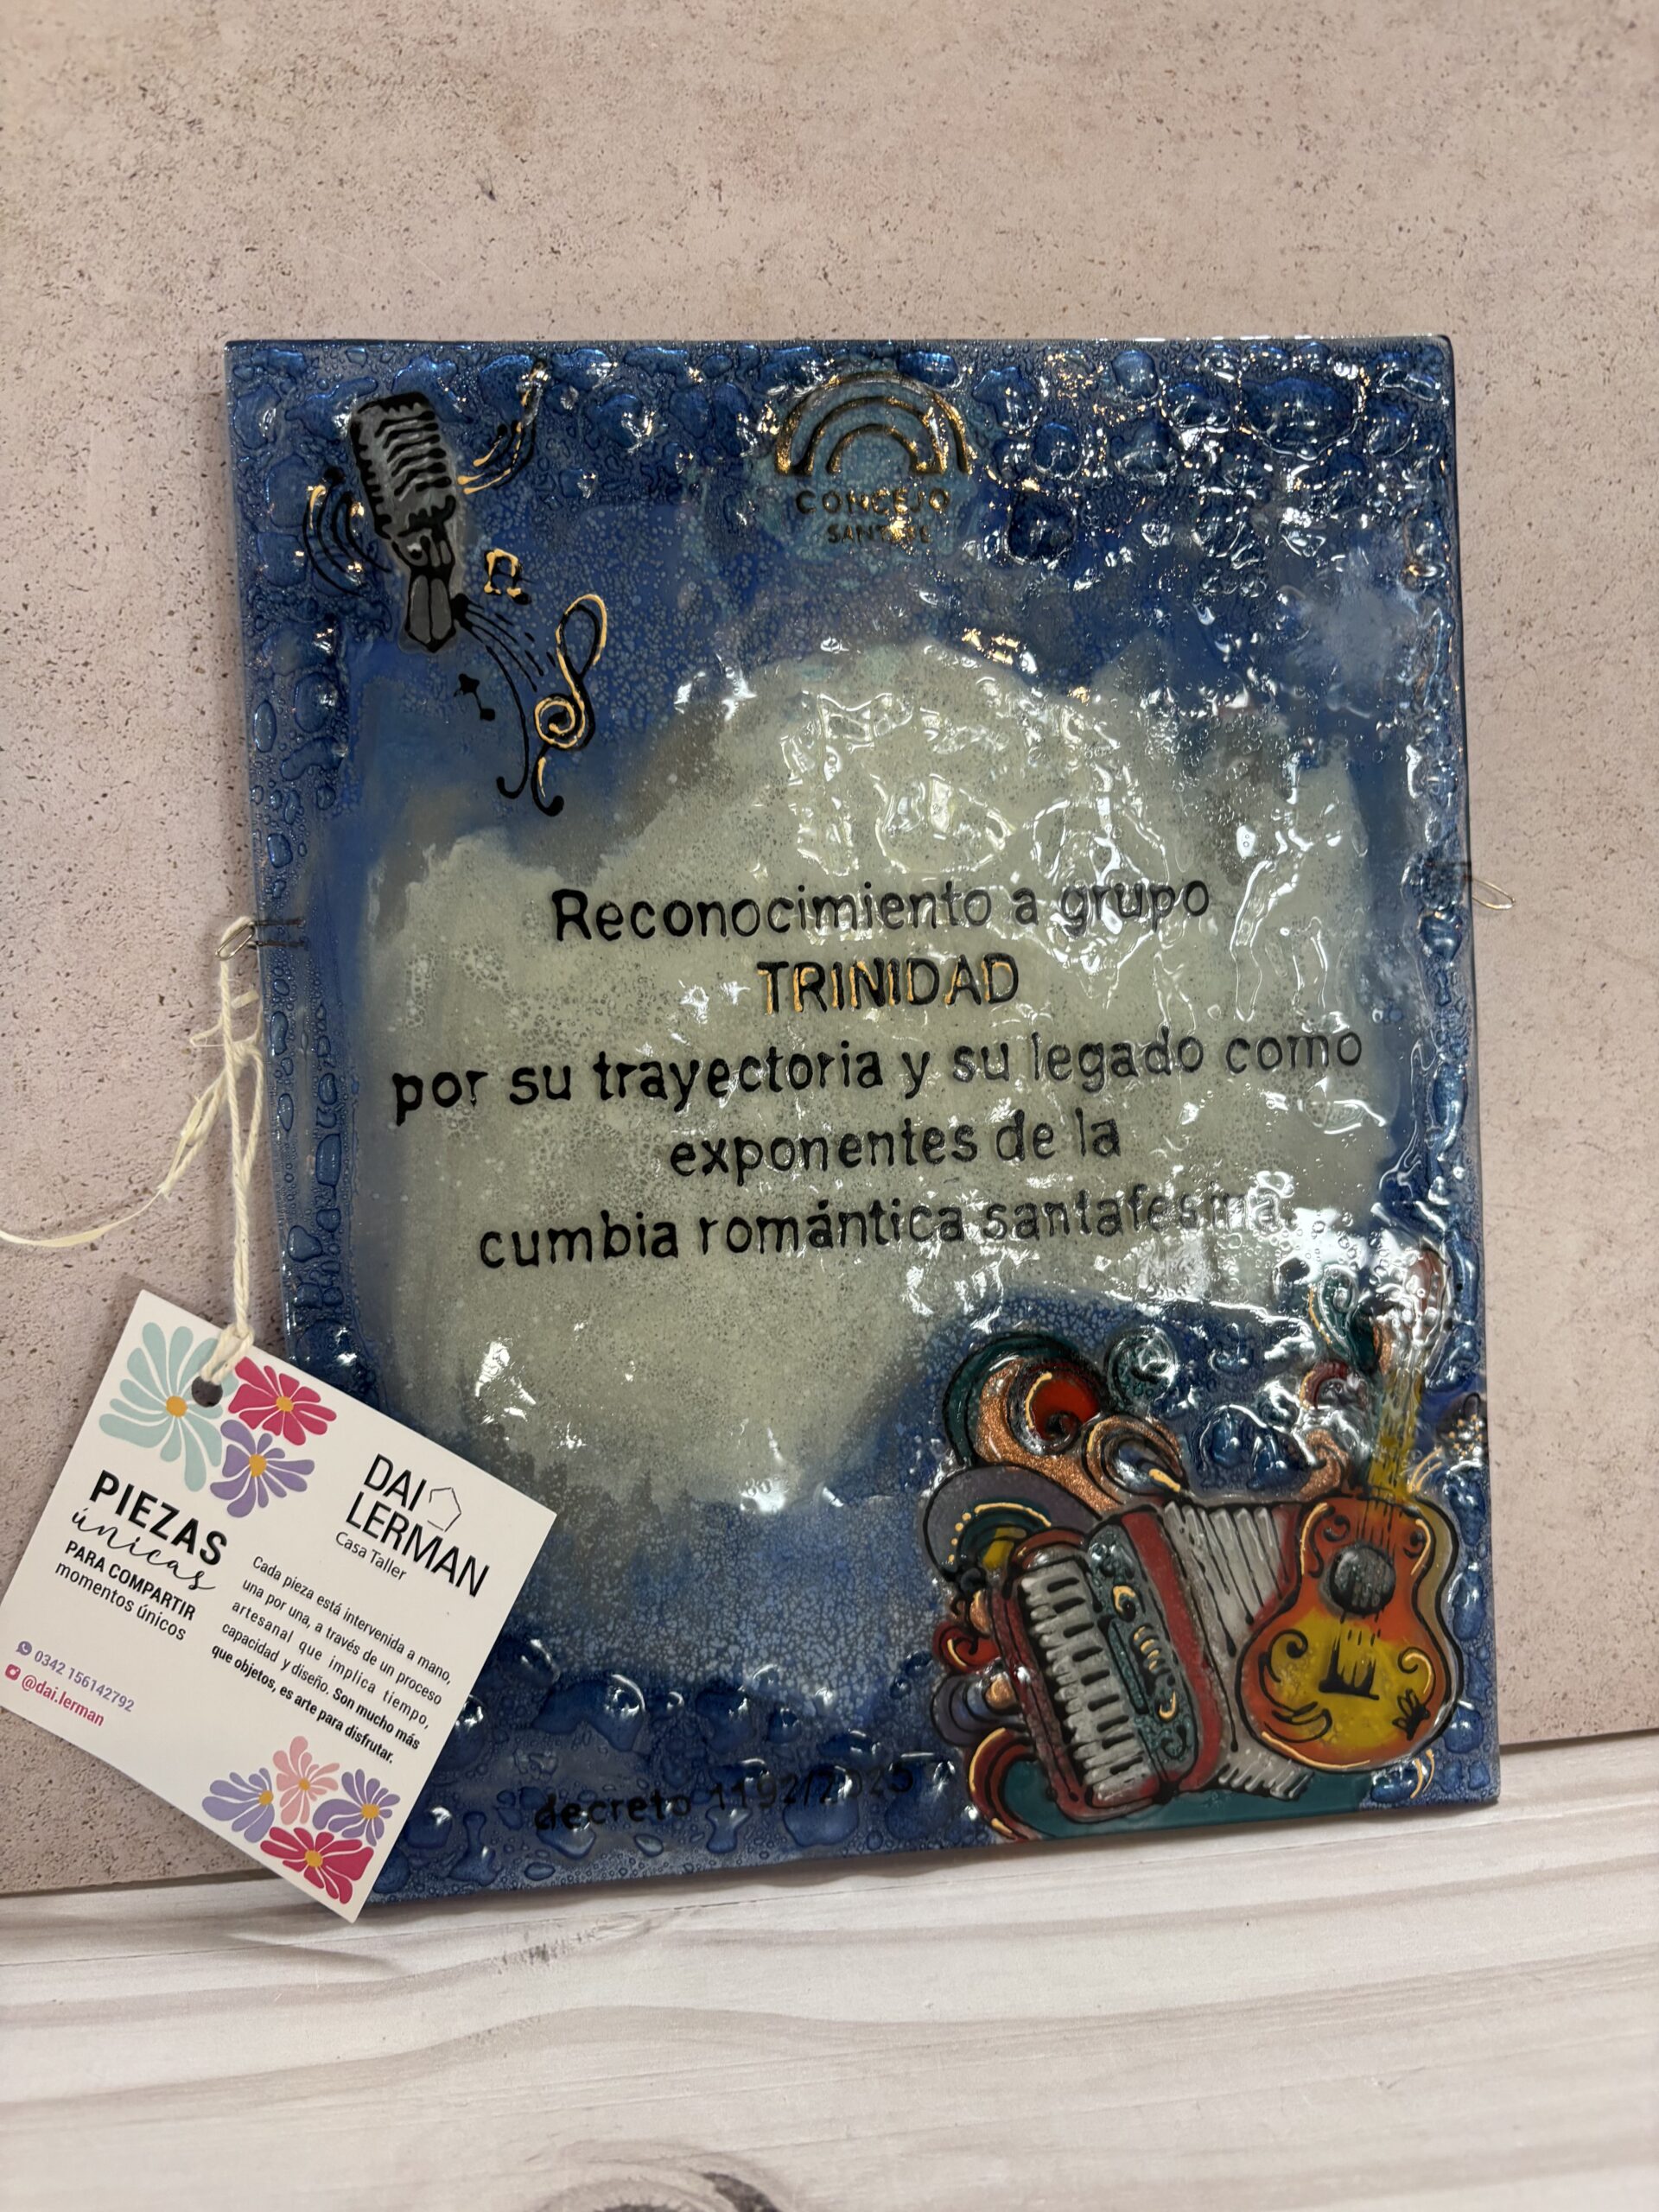 CONCEJO
SANTA FE
Reconocimiento a grupo
TRINIDAD
por su trayectoria y su legado como
exponentes de la
cumbia romántica santafesina
decreto 1192/2025
PIEZAS
únicas
PARA COMPARTIR
momentos únicos
0342 156142792
@dai.lerman
DAI
LERMAN
Casa Taller
Cada pieza está intervenida a mano,
una por una, a través de un proceso
artesanal que implica tiempo,
capacidad y diseño. Son mucho más
que objetos, es arte para disfrutar.